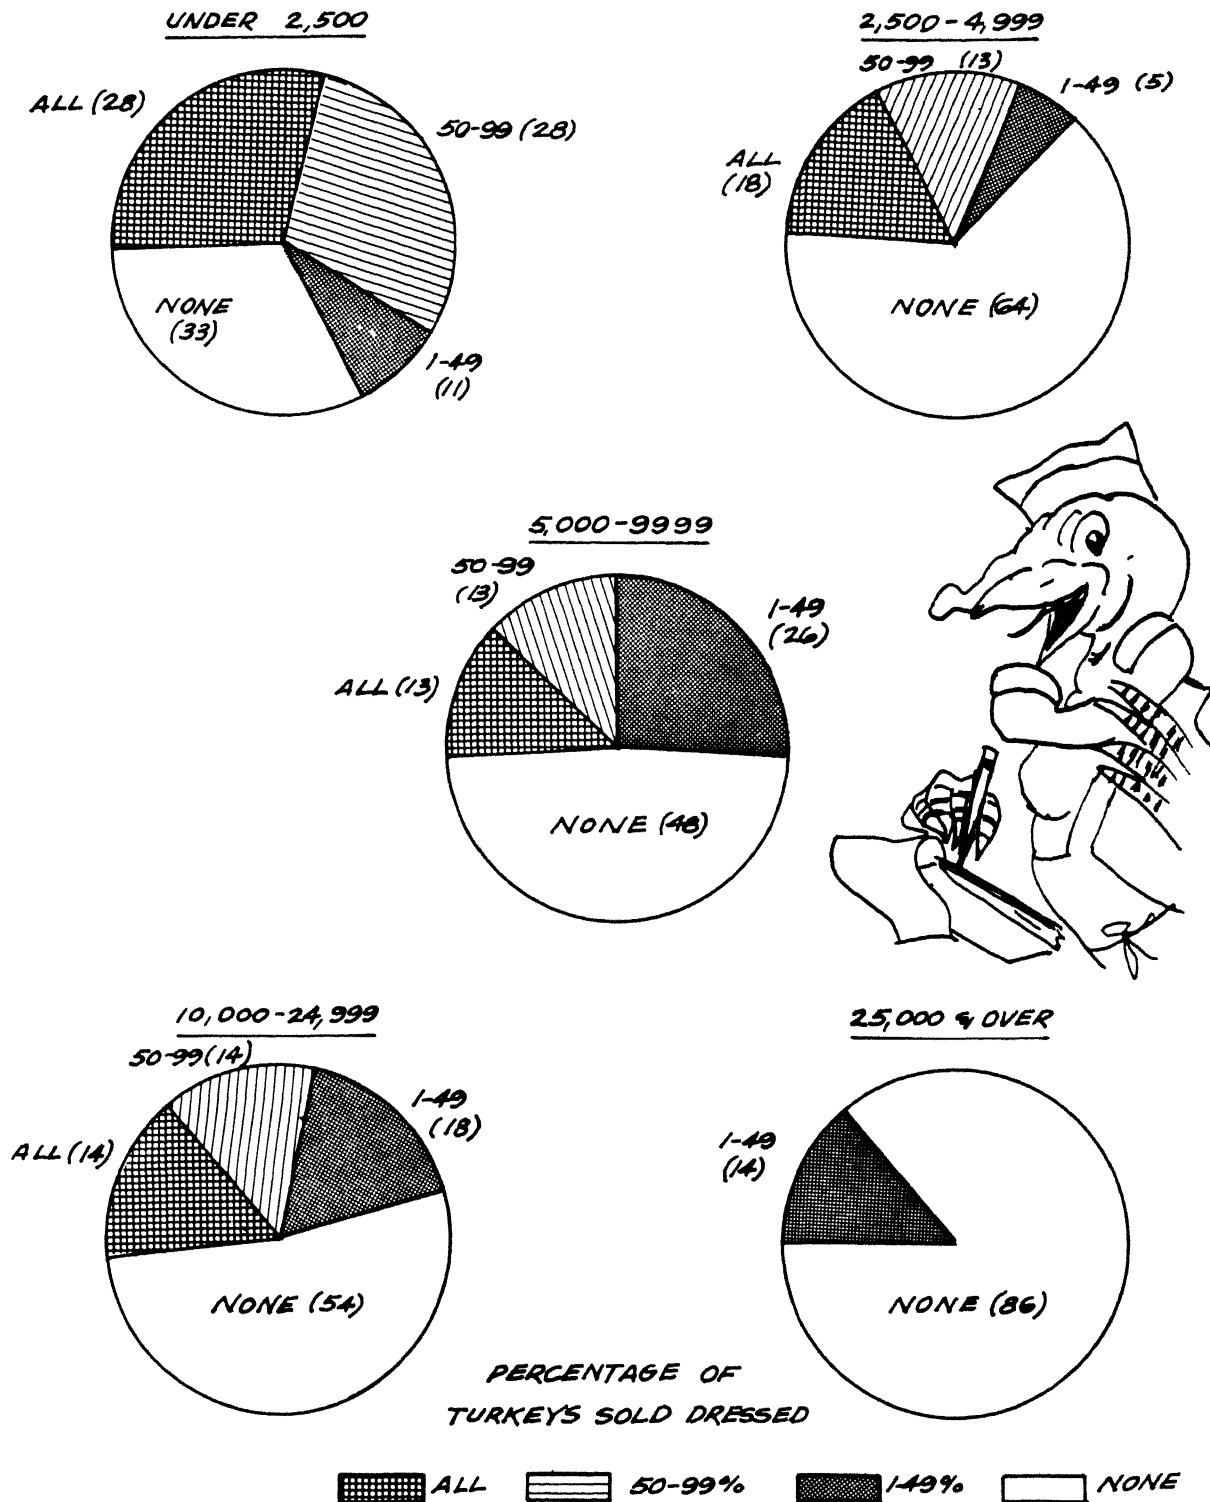 UNDER 2,500
ALL (28)
50-99 (28)
NONE
(33)
1-49
(11)
2,500-4,999
50-99 (13)
1-49 (5)
ALL
(18)
NONE (64)
5,000-9999
50-99
(13)
1-49
(26)
ALL (13)
NONE (48)
10,000-24,999
50-99 (14)
1-49
(18)
ALL (14)
NONE (54)
25,000 & OVER
1-49
(14)
NONE (86)
PERCENTAGE OF
TURKEYS SOLD DRESSED
ALL 50-99% 1-49% NONE